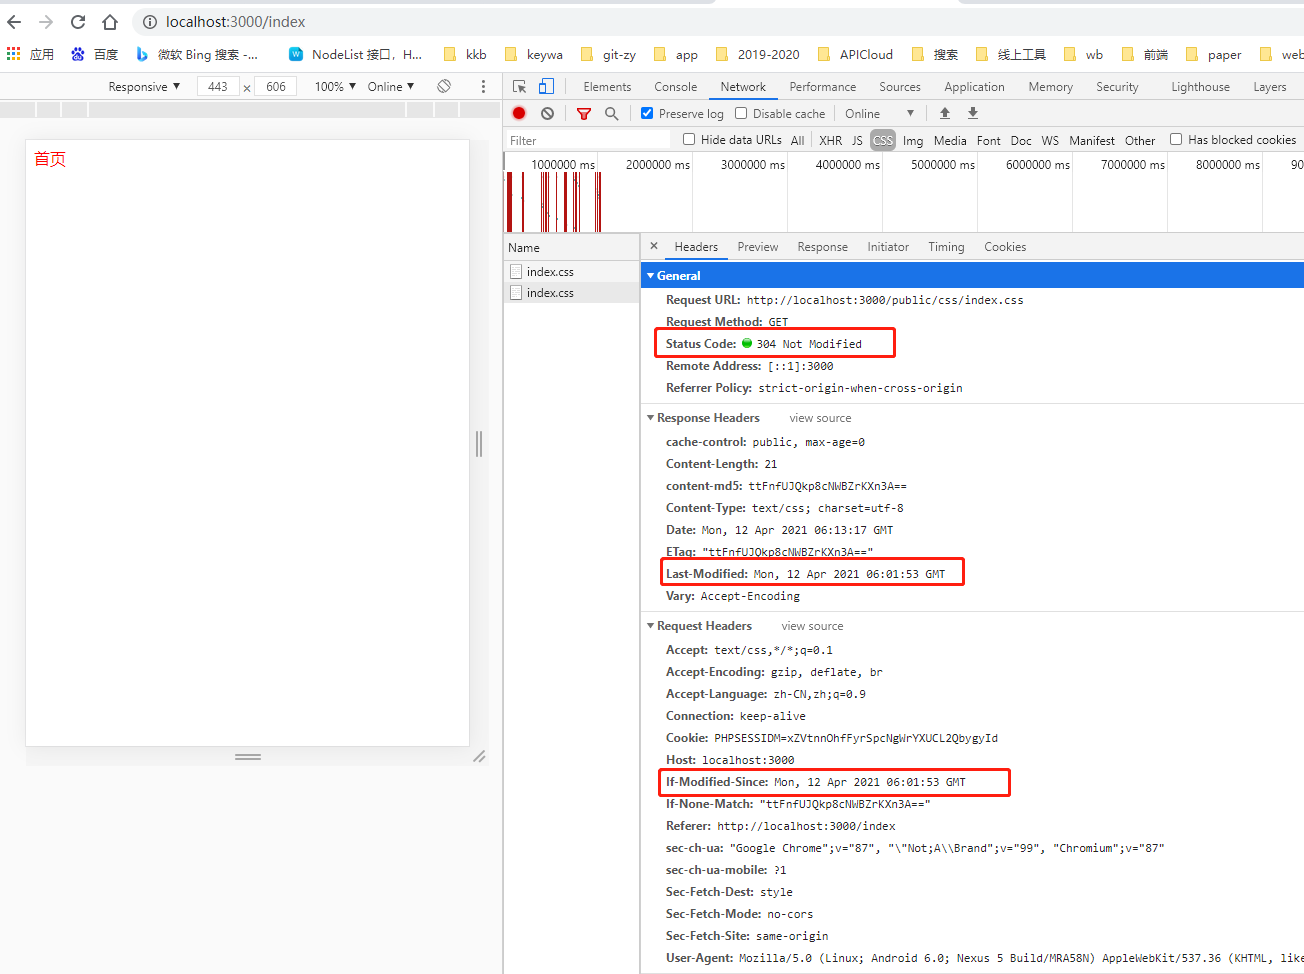 localhost:3000/index
应用 百度 微软 Bing 搜索 -... NodeList 接口，H... kkb keywa git-zy app 2019-2020 APICloud 搜索 线上工具 wb 前端 paper web
Responsive ▼ 443 × 606 100% ▼ Online ▼
Elements Console Network Performance Sources Application Memory Security Lighthouse Layers
Preserve log Disable cache Online ▼
Filter Hide data URLs All XHR JS CSS Img Media Font Doc WS Manifest Other Has blocked cookies
1000000 ms 2000000 ms 3000000 ms 4000000 ms 5000000 ms 6000000 ms 7000000 ms 8000000 ms 90
首页
Name
index.css
index.css
× Headers Preview Response Initiator Timing Cookies
General
Request URL: http://localhost:3000/public/css/index.css
Request Method: GET
Status Code: 304 Not Modified
Remote Address: [::1]:3000
Referrer Policy: strict-origin-when-cross-origin
Response Headers view source
cache-control: public, max-age=0
Content-Length: 21
content-md5: ttFnfUJQkp8cNWBZrKXn3A==
Content-Type: text/css; charset=utf-8
Date: Mon, 12 Apr 2021 06:13:17 GMT
ETag: "ttFnfUJQkp8cNWBZrKXn3A=="
Last-Modified: Mon, 12 Apr 2021 06:01:53 GMT
Vary: Accept-Encoding
Request Headers view source
Accept: text/css,*/*;q=0.1
Accept-Encoding: gzip, deflate, br
Accept-Language: zh-CN,zh;q=0.9
Connection: keep-alive
Cookie: PHPSESSIDM=xZVtnnOhfFyrSpcNgWrYXUCL2QbygyId
Host: localhost:3000
If-Modified-Since: Mon, 12 Apr 2021 06:01:53 GMT
If-None-Match: "ttFnfUJQkp8cNWBZrKXn3A=="
Referer: http://localhost:3000/index
sec-ch-ua: "Google Chrome";v="87", "\"Not;A\\Brand";v="99", "Chromium";v="87"
sec-ch-ua-mobile: ?1
Sec-Fetch-Dest: style
Sec-Fetch-Mode: no-cors
Sec-Fetch-Site: same-origin
User-Agent: Mozilla/5.0 (Linux; Android 6.0; Nexus 5 Build/MRA58N) AppleWebKit/537.36 (KHTML, like